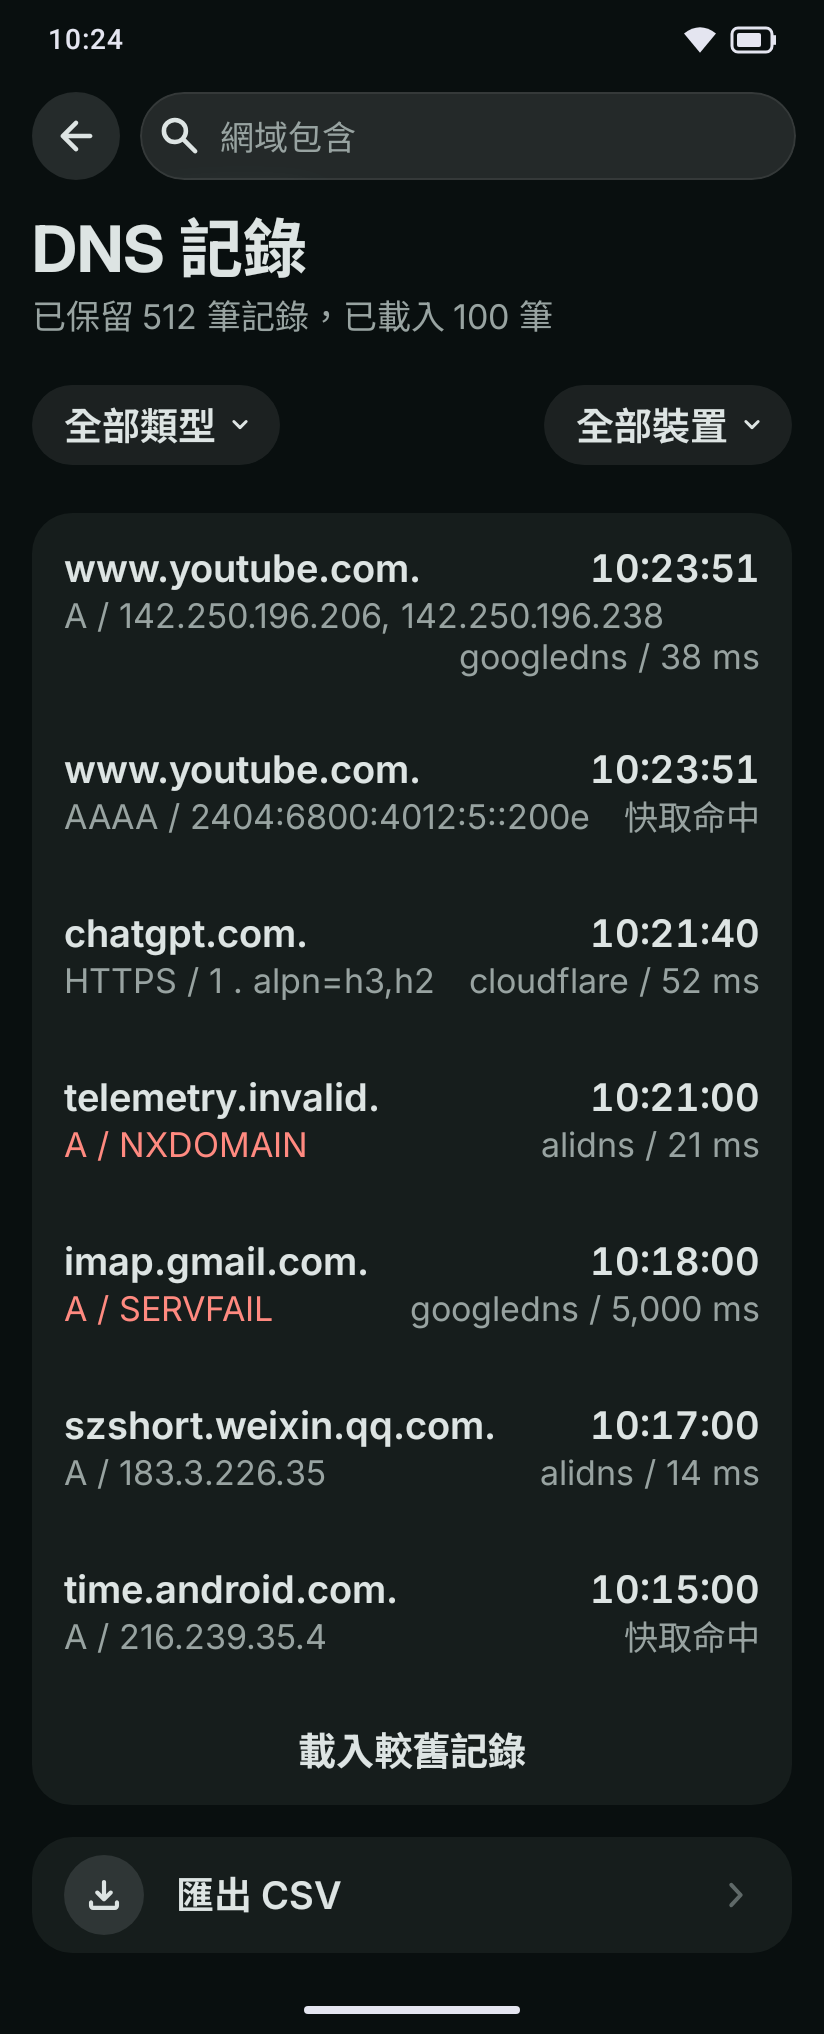 10:24
網域包含
DNS 記錄
已保留 512 筆記錄，已載入 100 筆
全部類型 全部裝置
www.youtube.com. 10:23:51
A / 142.250.196.206, 142.250.196.238
googledns / 38 ms
www.youtube.com. 10:23:51
AAAA / 2404:6800:4012:5::200e 快取命中
chatgpt.com. 10:21:40
HTTPS / 1 . alpn=h3,h2 cloudflare / 52 ms
telemetry.invalid. 10:21:00
A / NXDOMAIN alidns / 21 ms
imap.gmail.com. 10:18:00
A / SERVFAIL googledns / 5,000 ms
szshort.weixin.qq.com. 10:17:00
A / 183.3.226.35 alidns / 14 ms
time.android.com. 10:15:00
A / 216.239.35.4 快取命中
載入較舊記錄
匯出 CSV